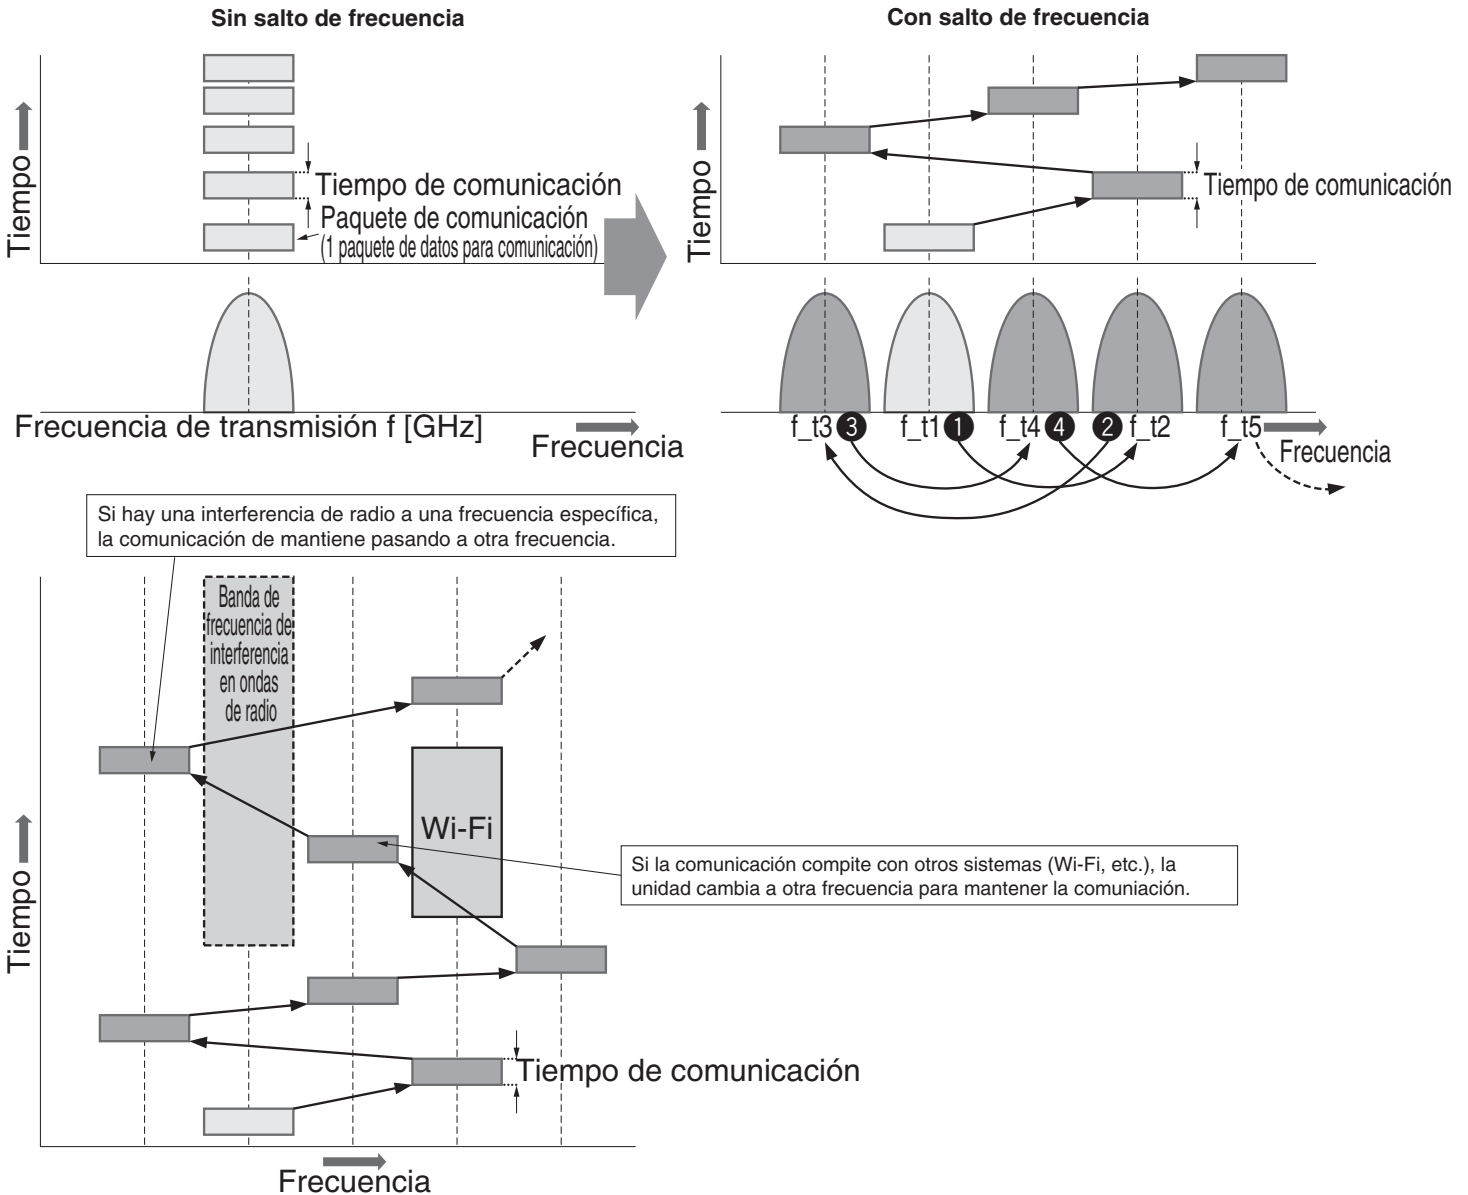 Sin salto de frecuencia
Tiempo
Tiempo de comunicación
Paquete de comunicación
(1 paquete de datos para comunicación)
Frecuencia de transmisión f [GHz]
Frecuencia
Con salto de frecuencia
Tiempo
Tiempo de comunicación
f_t3 3 f_t1 1 f_t4 4 2 f_t2 f_t5
Frecuencia
Si hay una interferencia de radio a una frecuencia específica,
la comunicación de mantiene pasando a otra frecuencia.
Banda de
frecuencia de
interferencia
en ondas
de radio
Wi-Fi
Si la comunicación compite con otros sistemas (Wi-Fi, etc.), la
unidad cambia a otra frecuencia para mantener la comuniación.
Tiempo
Tiempo de comunicación
Frecuencia